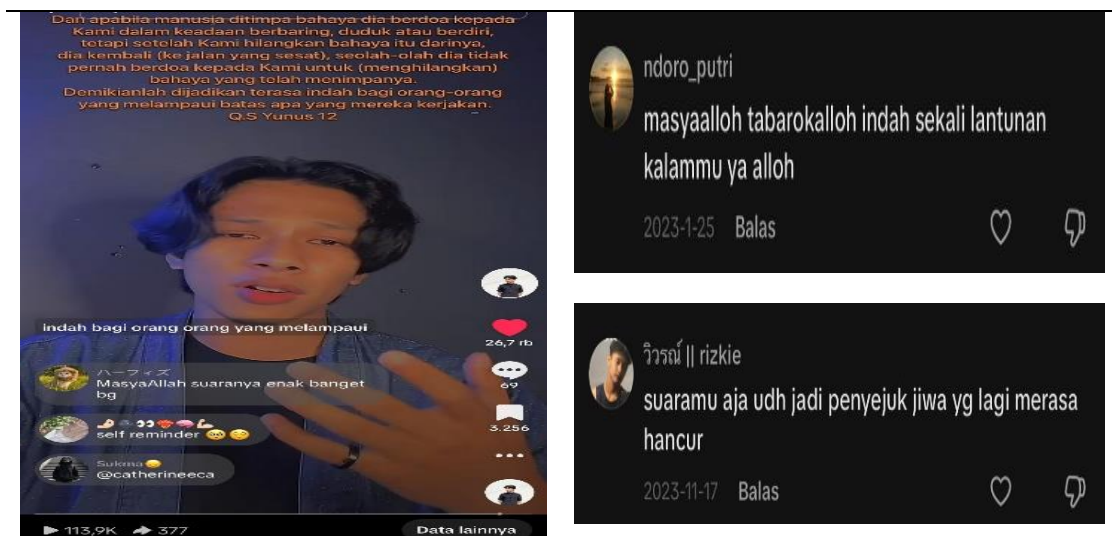 Dan apabila manusia ditimpa bahaya dia berdoa kepada
Kami dalam keadaan berbaring, duduk atau berdiri,
tetapi setelah Kami hilangkan bahaya itu darinya,
dia kembali (ke jalan yang sesat), seolah-olah dia tidak
pernah berdoa kepada Kami untuk (menghilangkan)
bahaya yang telah menimpanya.
Demikianlah dijadikan terasa indah bagi orang-orang
yang melampaui batas apa yang mereka kerjakan.
Q.S Yunus 12
indah bagi orang orang yang melampaui
26,7 rb
ハーフィズ
MasyaAllah suaranya enak banget
bg
69
self reminder
3.256
Sukma
@catherineeca
113,9K 377 Data lainnya
ndoro_putri
masyaalloh tabarokalloh indah sekali lantunan
kalammu ya alloh
2023-1-25 Balas
วิวรณ์ || rizkie
suaramu aja udh jadi penyejuk jiwa yg lagi merasa
hancur
2023-11-17 Balas